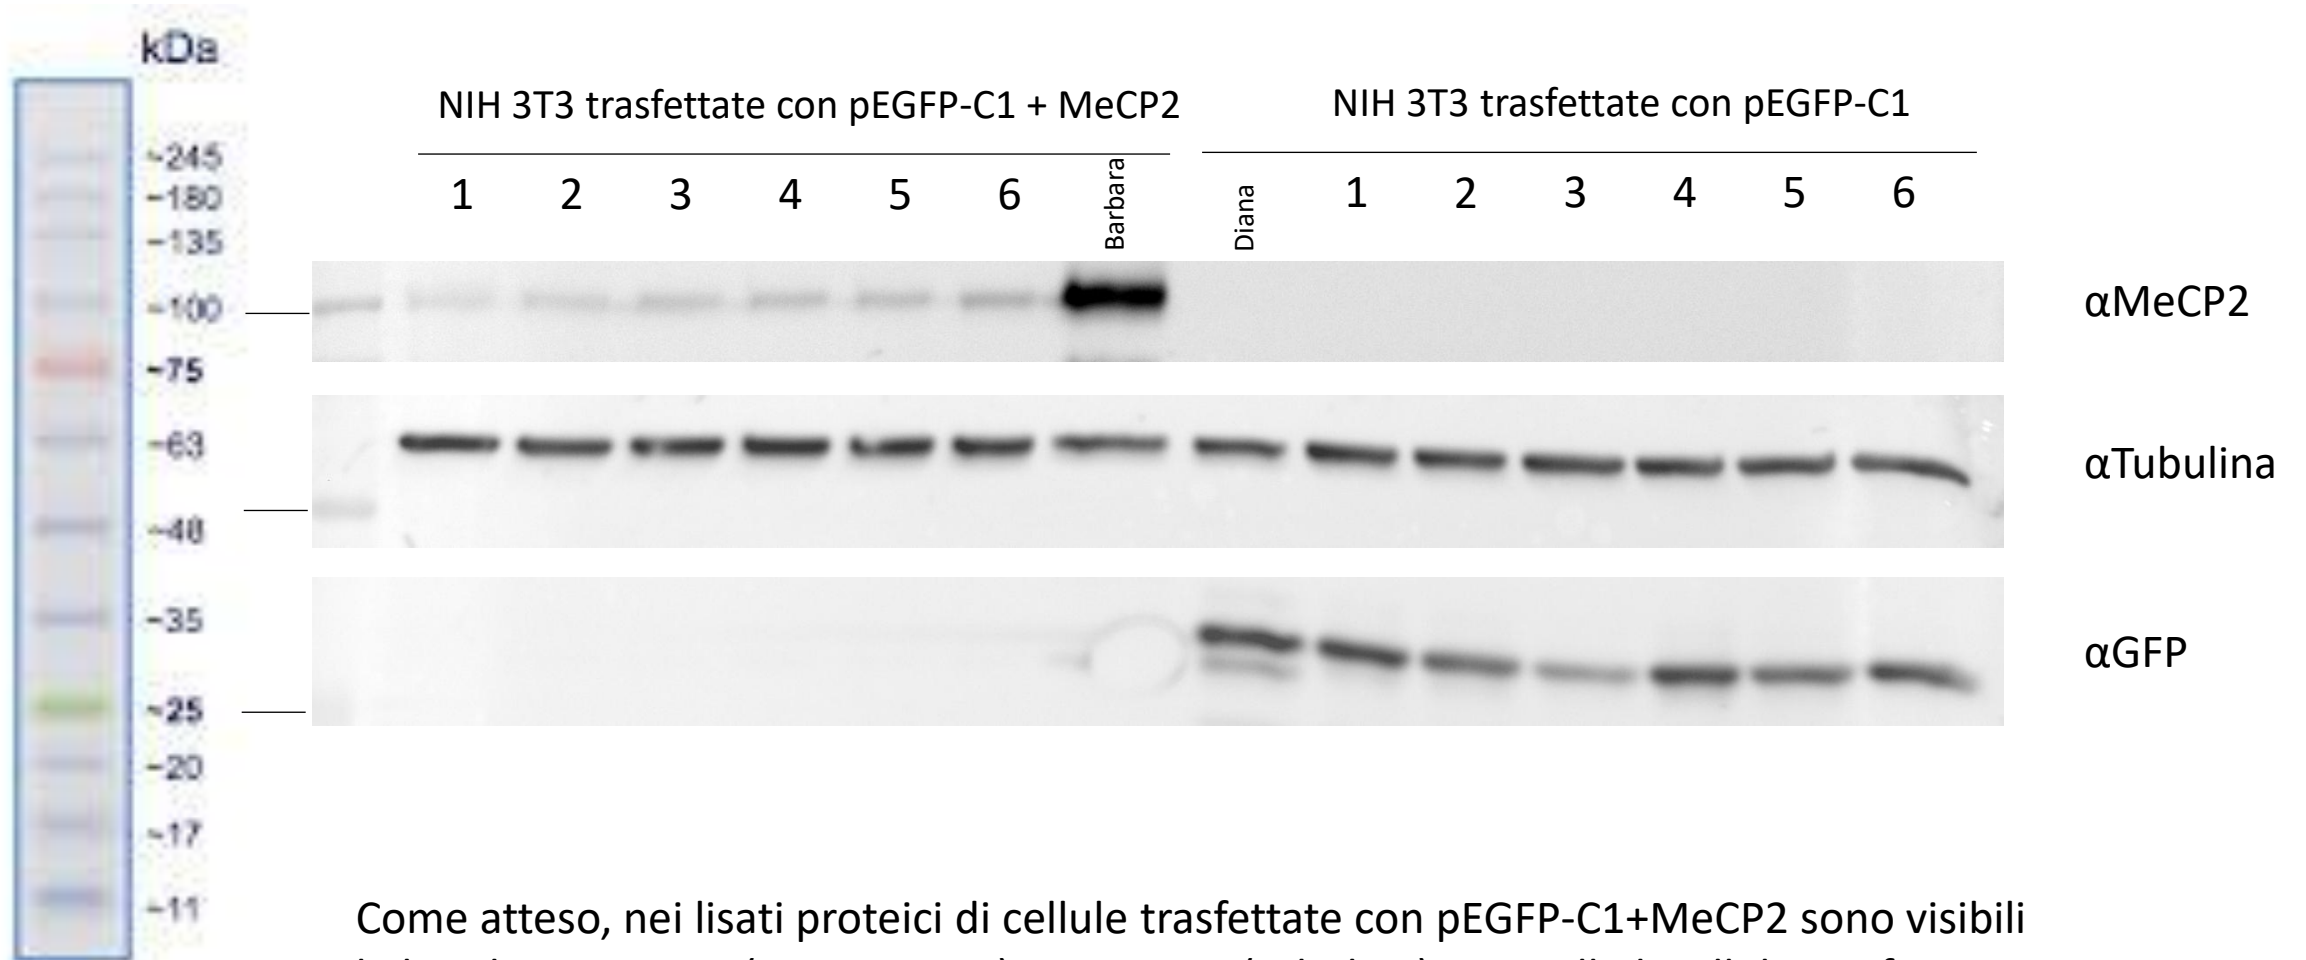 kDa
NIH 3T3 trasfettate con pEGFP-C1 + MeCP2
NIH 3T3 trasfettate con pEGFP-C1
1 2 3 4 5 6 Barbara
Diana 1 2 3 4 5 6
~245
~180
~135
~100
~75
~63
~48
~35
~25
~20
~17
~11
αMeCP2
αTubulina
αGFP
Come atteso, nei lisati proteici di cellule trasfettate con pEGFP-C1+MeCP2 sono visibili